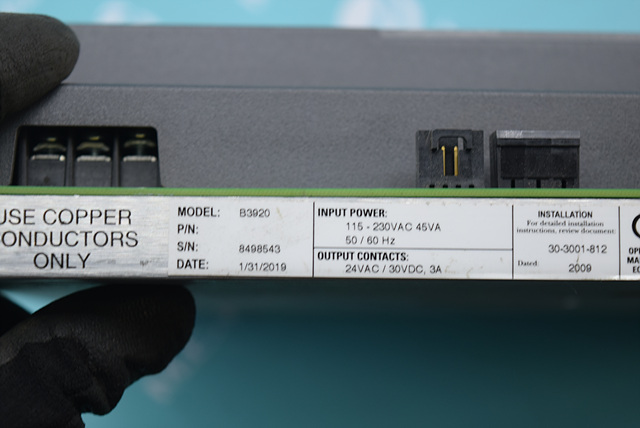 USE COPPER
CONDUCTORS
ONLY
MODEL: B3920
P/N:
S/N: 8498543
DATE: 1/31/2019
INPUT POWER:
115 - 230VAC 45VA
50 / 60 Hz
OUTPUT CONTACTS:
24VAC / 30VDC, 3A
INSTALLATION
For detailed installation
instructions, review document:
30-3001-812
Dated: 2009